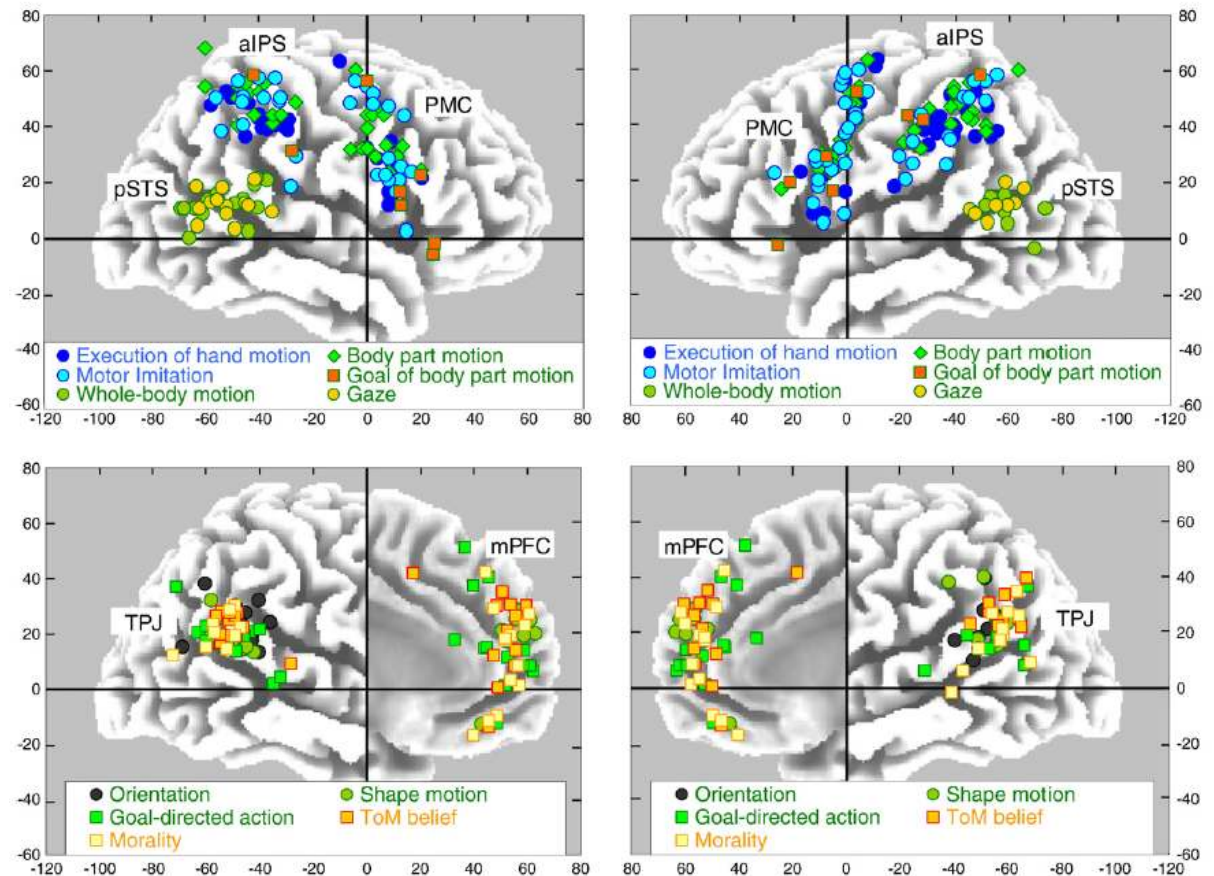 80
60
40
20
0
-20
-40
-60
aIPS
PMC
pSTS
Execution of hand motion
Body part motion
Motor Imitation
Goal of body part motion
Whole-body motion
Gaze
-120 -100 -80 -60 -40 -20 0 20 40 60 80
aIPS
PMC
pSTS
Execution of hand motion
Body part motion
Motor Imitation
Goal of body part motion
Whole-body motion
Gaze
80
60
40
20
0
-20
-40
-60
80 60 40 20 0 -20 -40 -60 -80 -100 -120
80
60
40
20
0
-20
-40
-60
mPFC
TPJ
Orientation
Shape motion
Goal-directed action
ToM belief
Morality
-120 -100 -80 -60 -40 -20 0 20 40 60 80
mPFC
TPJ
Orientation
Shape motion
Goal-directed action
ToM belief
Morality
80
60
40
20
0
-20
-40
-60
80 60 40 20 0 -20 -40 -60 -80 -100 -120